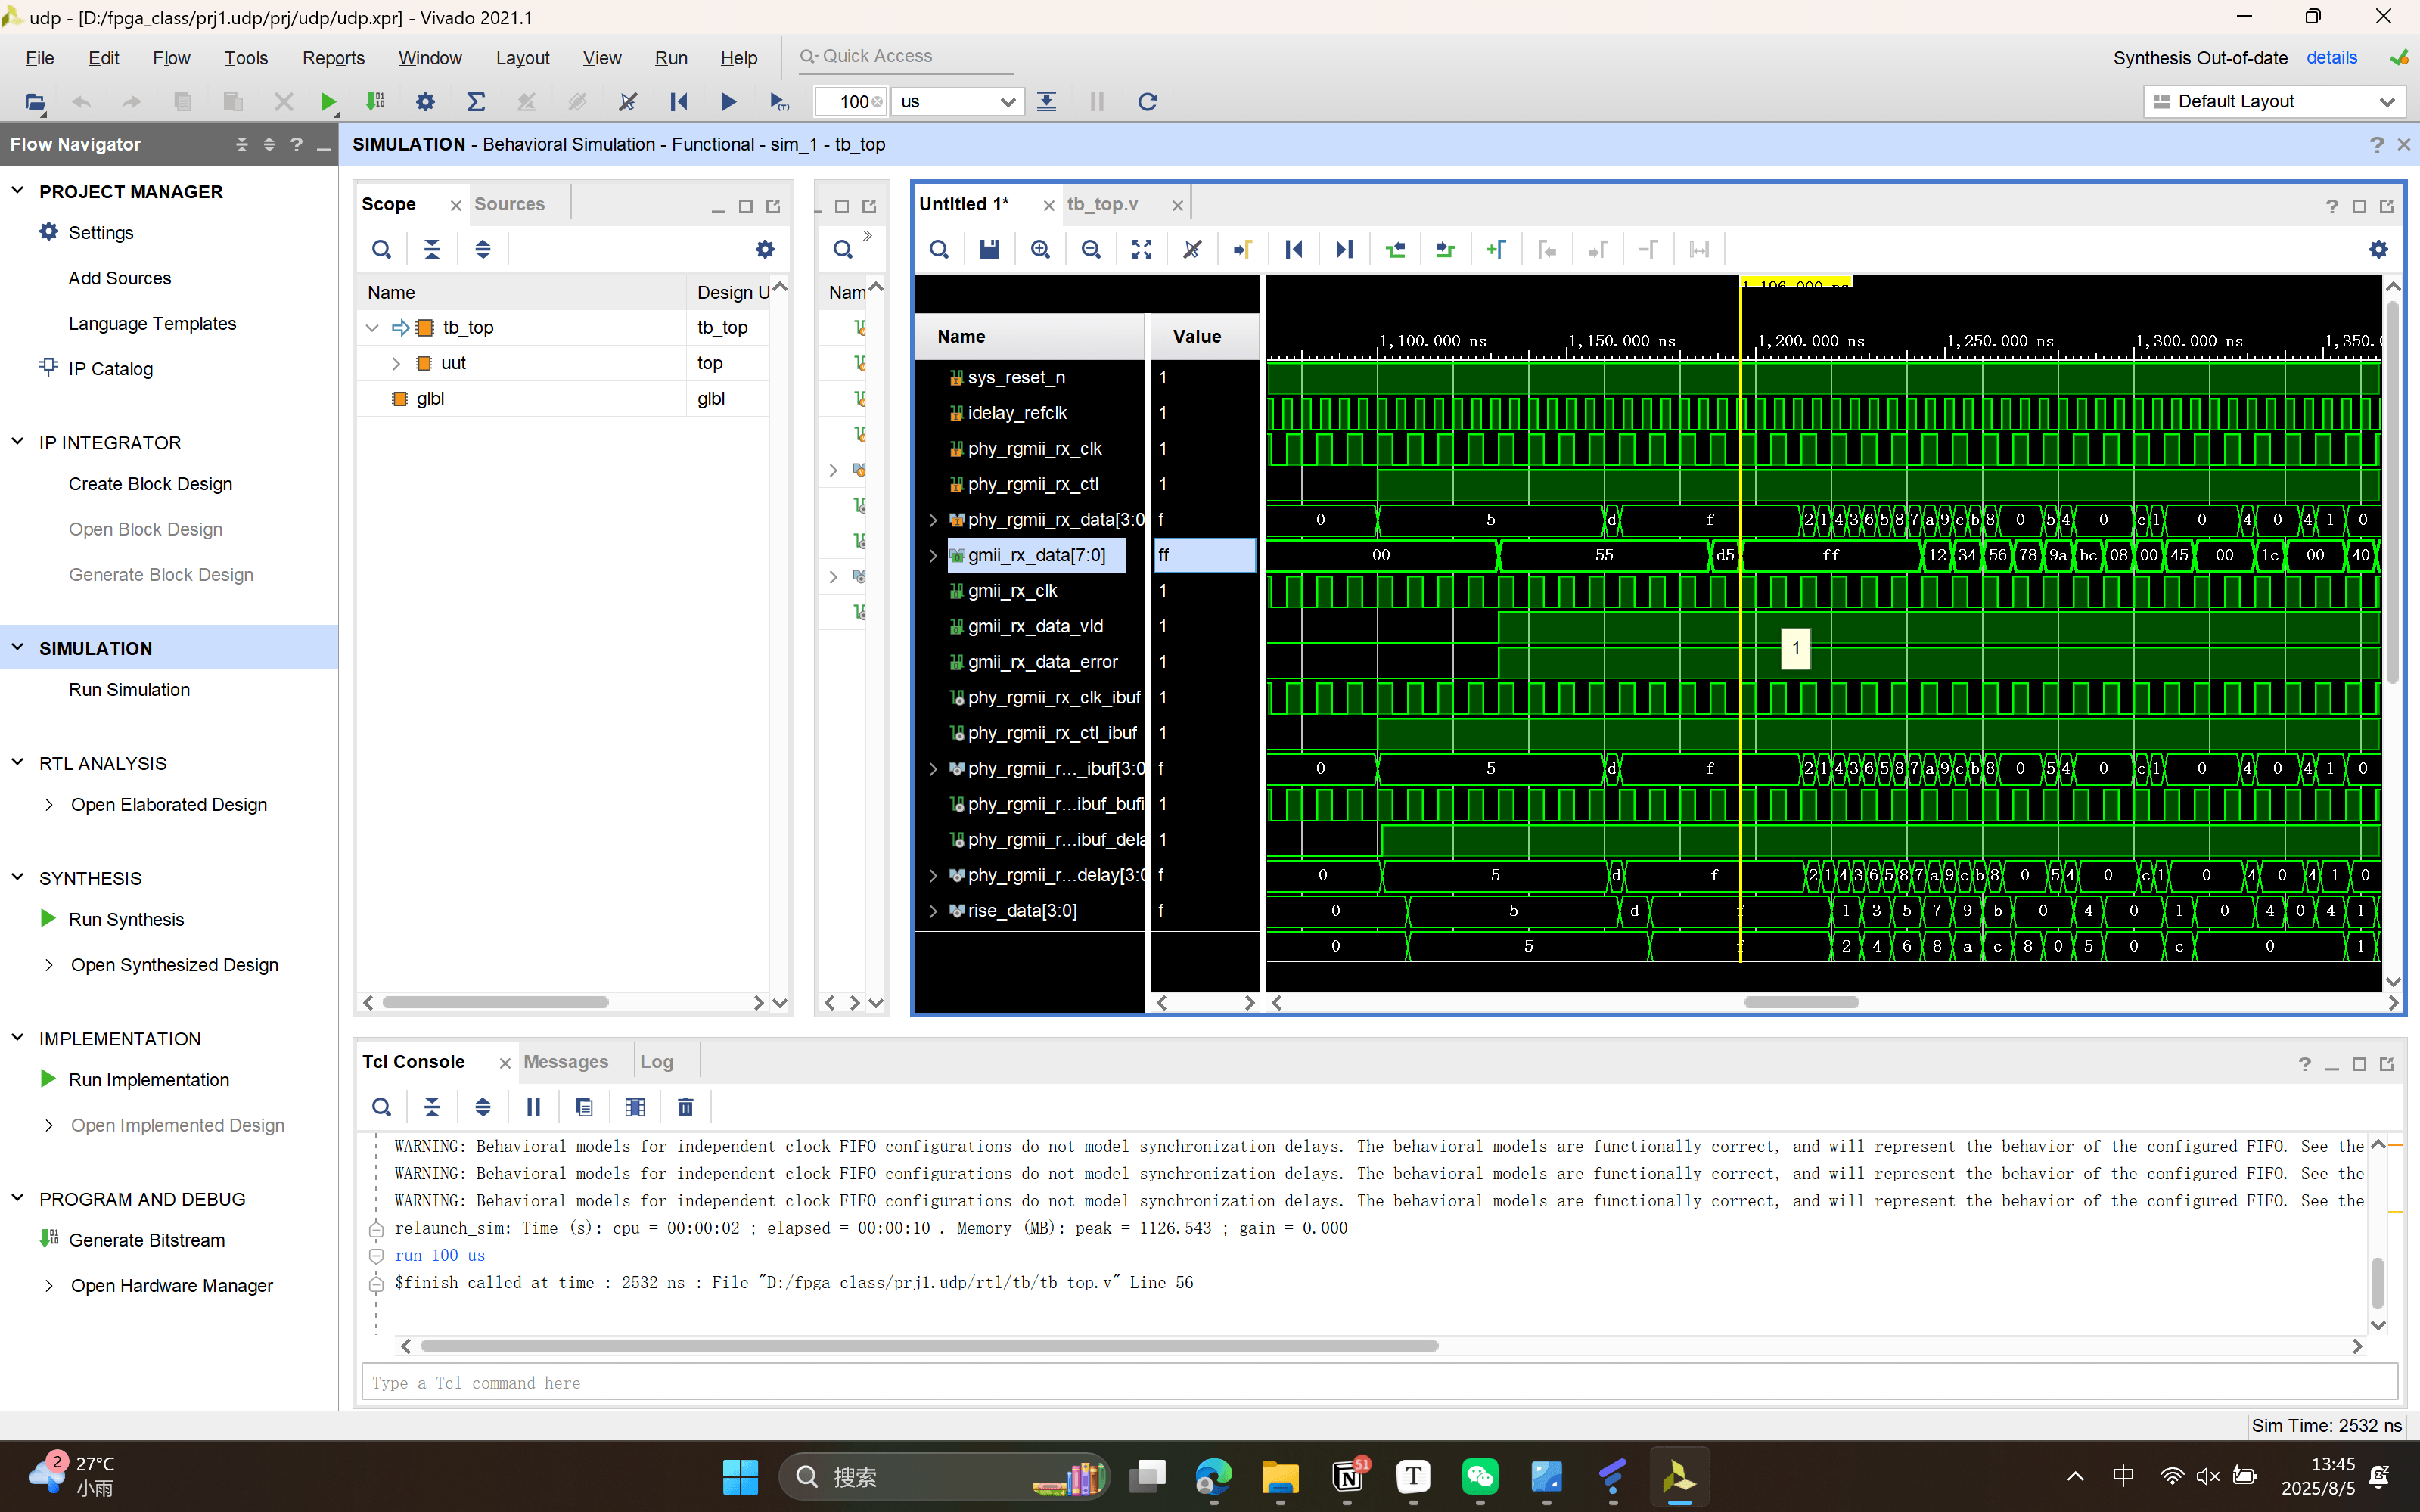 udp - [D:/fpga_class/prj1.udp/prj/udp/udp.xpr] - Vivado 2021.1
File Edit Flow Tools Reports Window Layout View Run Help Quick Access
Synthesis Out-of-date details
100 us
Default Layout
Flow Navigator
SIMULATION - Behavioral Simulation - Functional - sim_1 - tb_top
PROJECT MANAGER
Settings
Add Sources
Language Templates
IP Catalog
IP INTEGRATOR
Create Block Design
Open Block Design
Generate Block Design
SIMULATION
Run Simulation
RTL ANALYSIS
Open Elaborated Design
SYNTHESIS
Run Synthesis
Open Synthesized Design
IMPLEMENTATION
Run Implementation
Open Implemented Design
PROGRAM AND DEBUG
Generate Bitstream
Open Hardware Manager
Scope Sources
Name Design U
tb_top tb_top
uut top
glbl glbl
Nam
Untitled 1* tb_top.v
1,196.000 ns
Name Value
1,100.000 ns 1,150.000 ns 1,200.000 ns 1,250.000 ns 1,300.000 ns 1,350.
sys_reset_n 1
idelay_refclk 1
phy_rgmii_rx_clk 1
phy_rgmii_rx_ctl 1
phy_rgmii_rx_data[3:0 f 0 5 d f 2 1 4 3 6 5 8 7 a 9 c b 8 0 5 4 0 c 1 0 4 0 4 1 0
gmii_rx_data[7:0] ff 00 55 d5 ff 12 34 56 78 9a bc 08 00 45 00 1c 00 40
gmii_rx_clk 1
gmii_rx_data_vld 1
1
gmii_rx_data_error 1
phy_rgmii_rx_clk_ibuf 1
phy_rgmii_rx_ctl_ibuf 1
phy_rgmii_r..._ibuf[3:0 f 0 5 d f 2 1 4 3 6 5 8 7 a 9 c b 8 0 5 4 0 c 1 0 4 0 4 1 0
phy_rgmii_r...ibuf_bufi 1
phy_rgmii_r...ibuf_dela 1
phy_rgmii_r...delay[3:0 f 0 5 d f 2 1 4 3 6 5 8 7 a 9 c b 8 0 5 4 0 c 1 0 4 0 4 1 0
rise_data[3:0] f 0 5 d f 1 3 5 7 9 b 0 4 0 1 0 4 0 4 1
0 5 f 2 4 6 8 a c 8 0 5 0 c 0 1
Tcl Console Messages Log
WARNING: Behavioral models for independent clock FIFO configurations do not model synchronization delays. The behavioral models are functionally correct, and will represent the behavior of the configured FIFO. See the
WARNING: Behavioral models for independent clock FIFO configurations do not model synchronization delays. The behavioral models are functionally correct, and will represent the behavior of the configured FIFO. See the
WARNING: Behavioral models for independent clock FIFO configurations do not model synchronization delays. The behavioral models are functionally correct, and will represent the behavior of the configured FIFO. See the
relaunch_sim: Time (s): cpu = 00:00:02 ; elapsed = 00:00:10 . Memory (MB): peak = 1126.543 ; gain = 0.000
run 100 us
$finish called at time : 2532 ns : File "D:/fpga_class/prj1.udp/rtl/tb/tb_top.v" Line 56
Type a Tcl command here
Sim Time: 2532 ns
2
27°C
小雨
搜索
51
中
13:45
2025/8/5